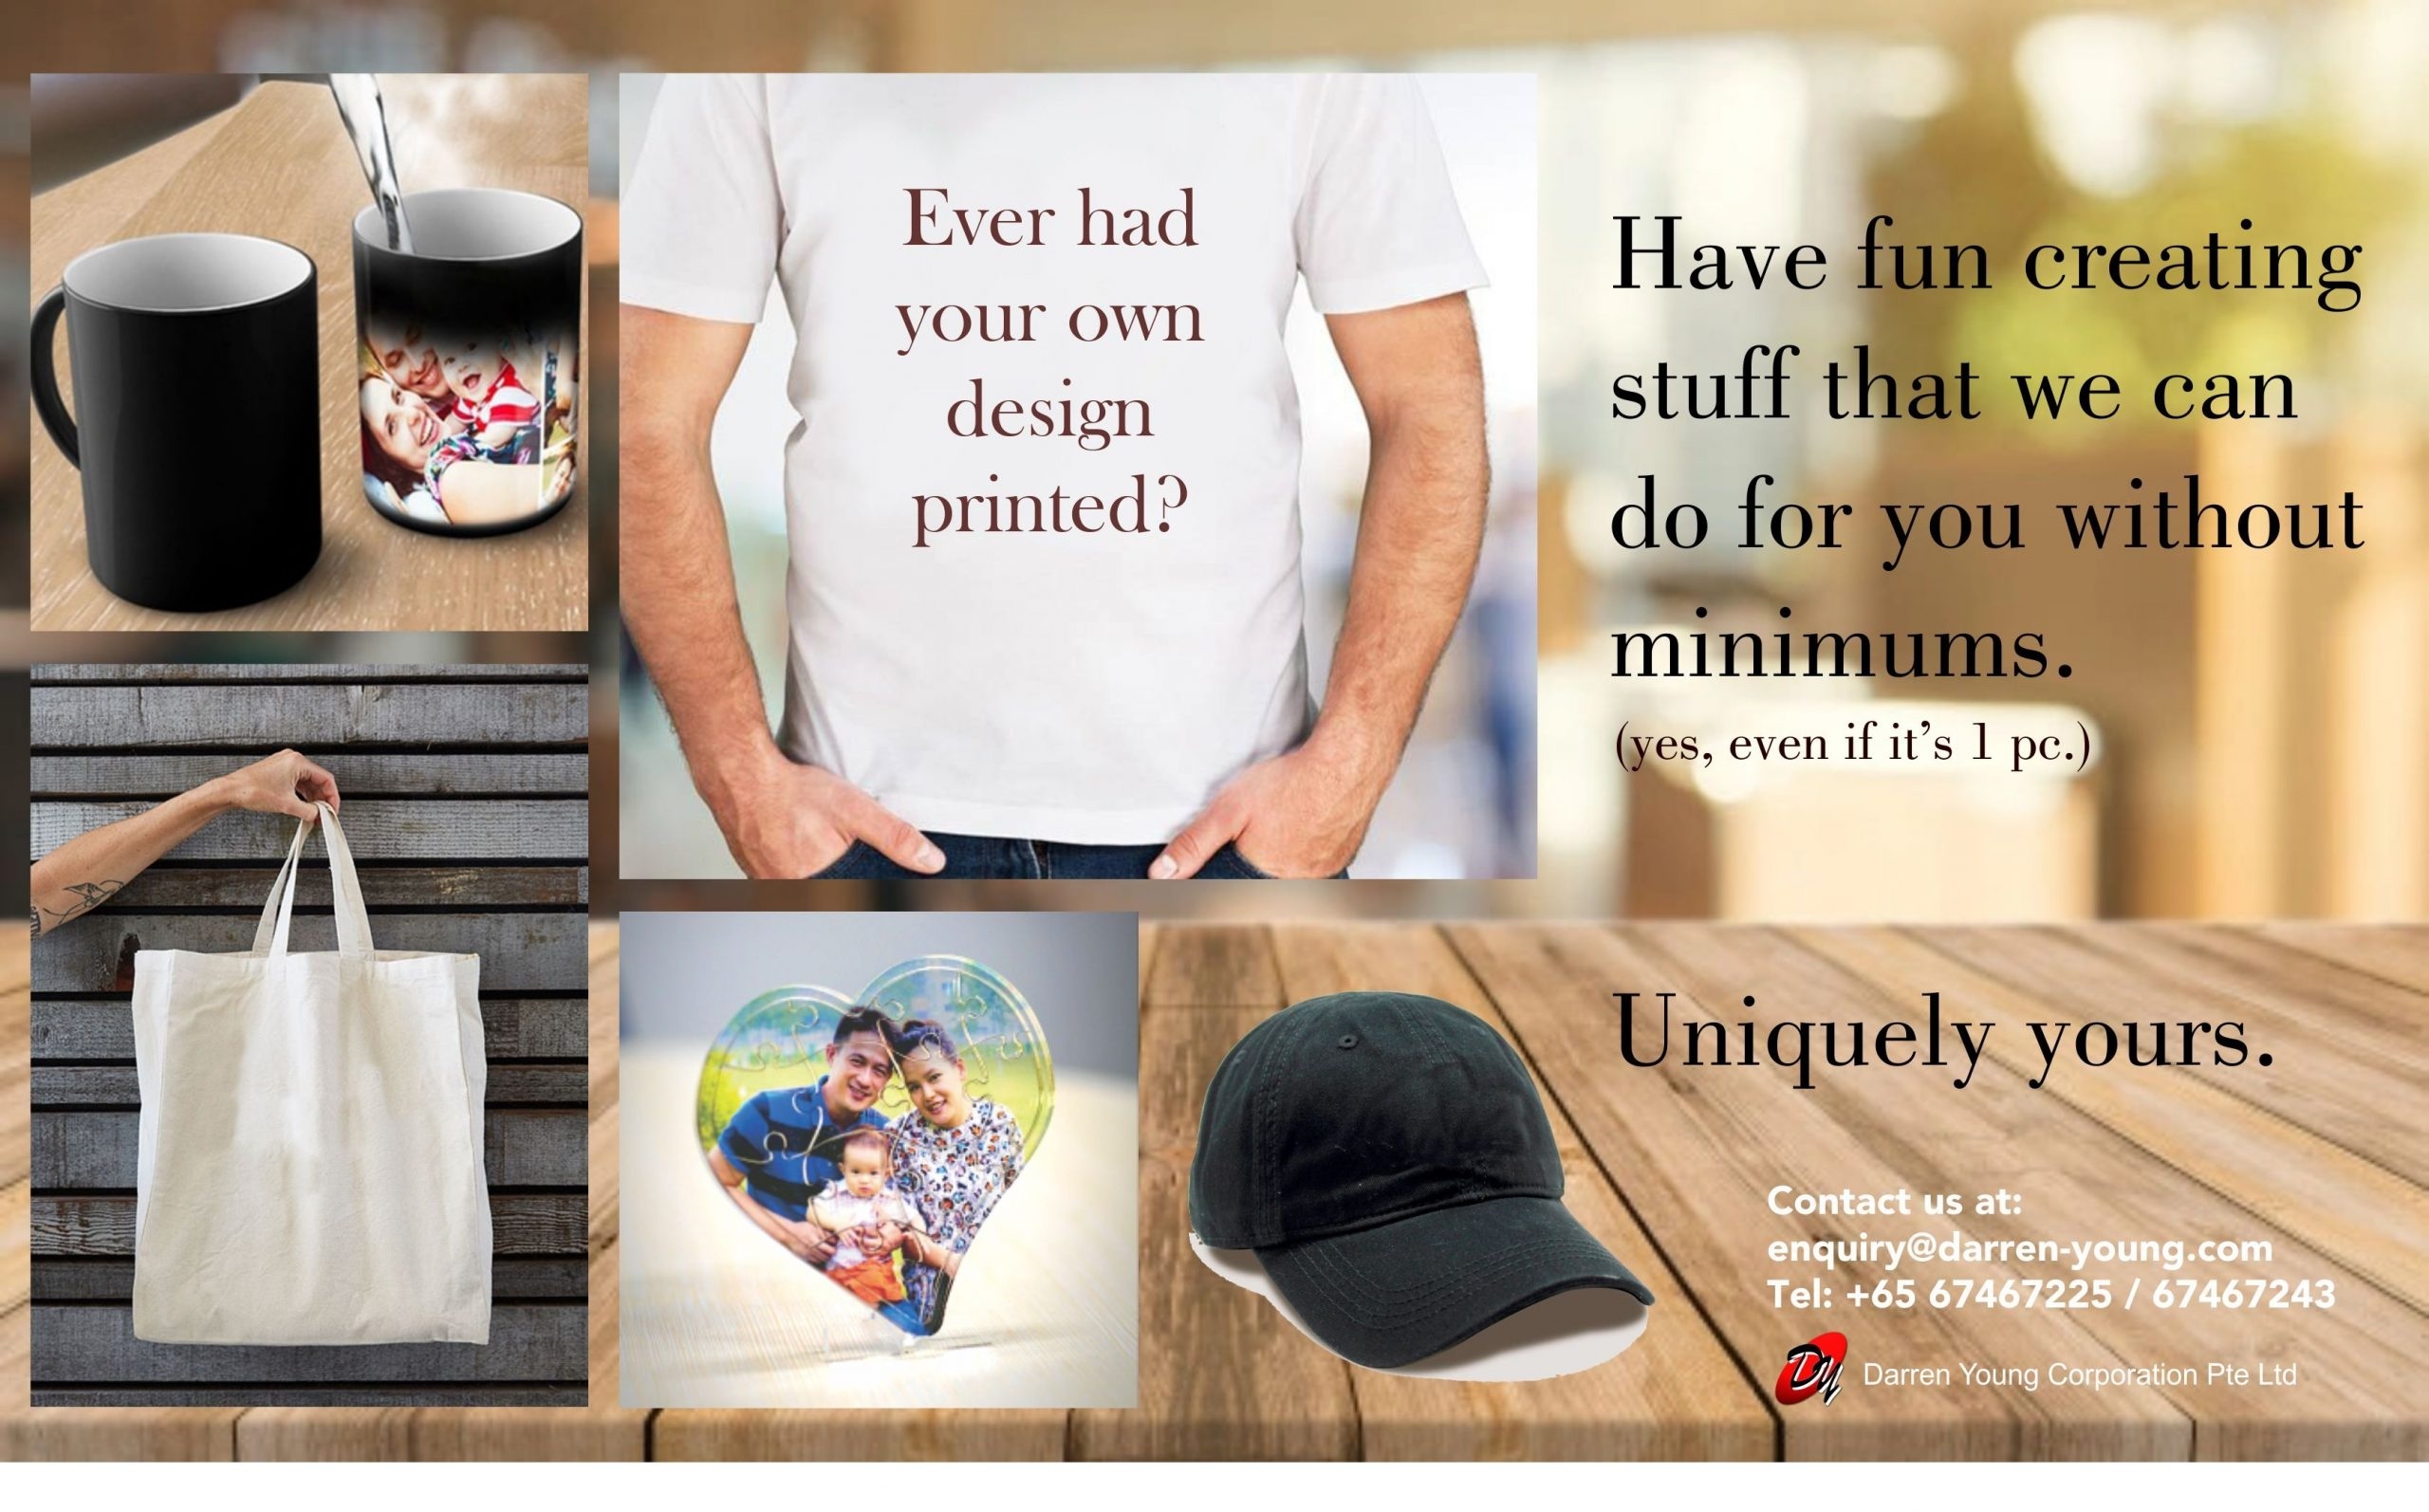 Ever had
your own
design
printed?
Have fun creating
stuff that we can
do for you without
minimums.
(yes, even if it’s 1 pc.)
Uniquely yours.
Contact us at:
enquiry@darren-young.com
Tel: +65 67467225 / 67467243
DY
Darren Young Corporation Pte Ltd